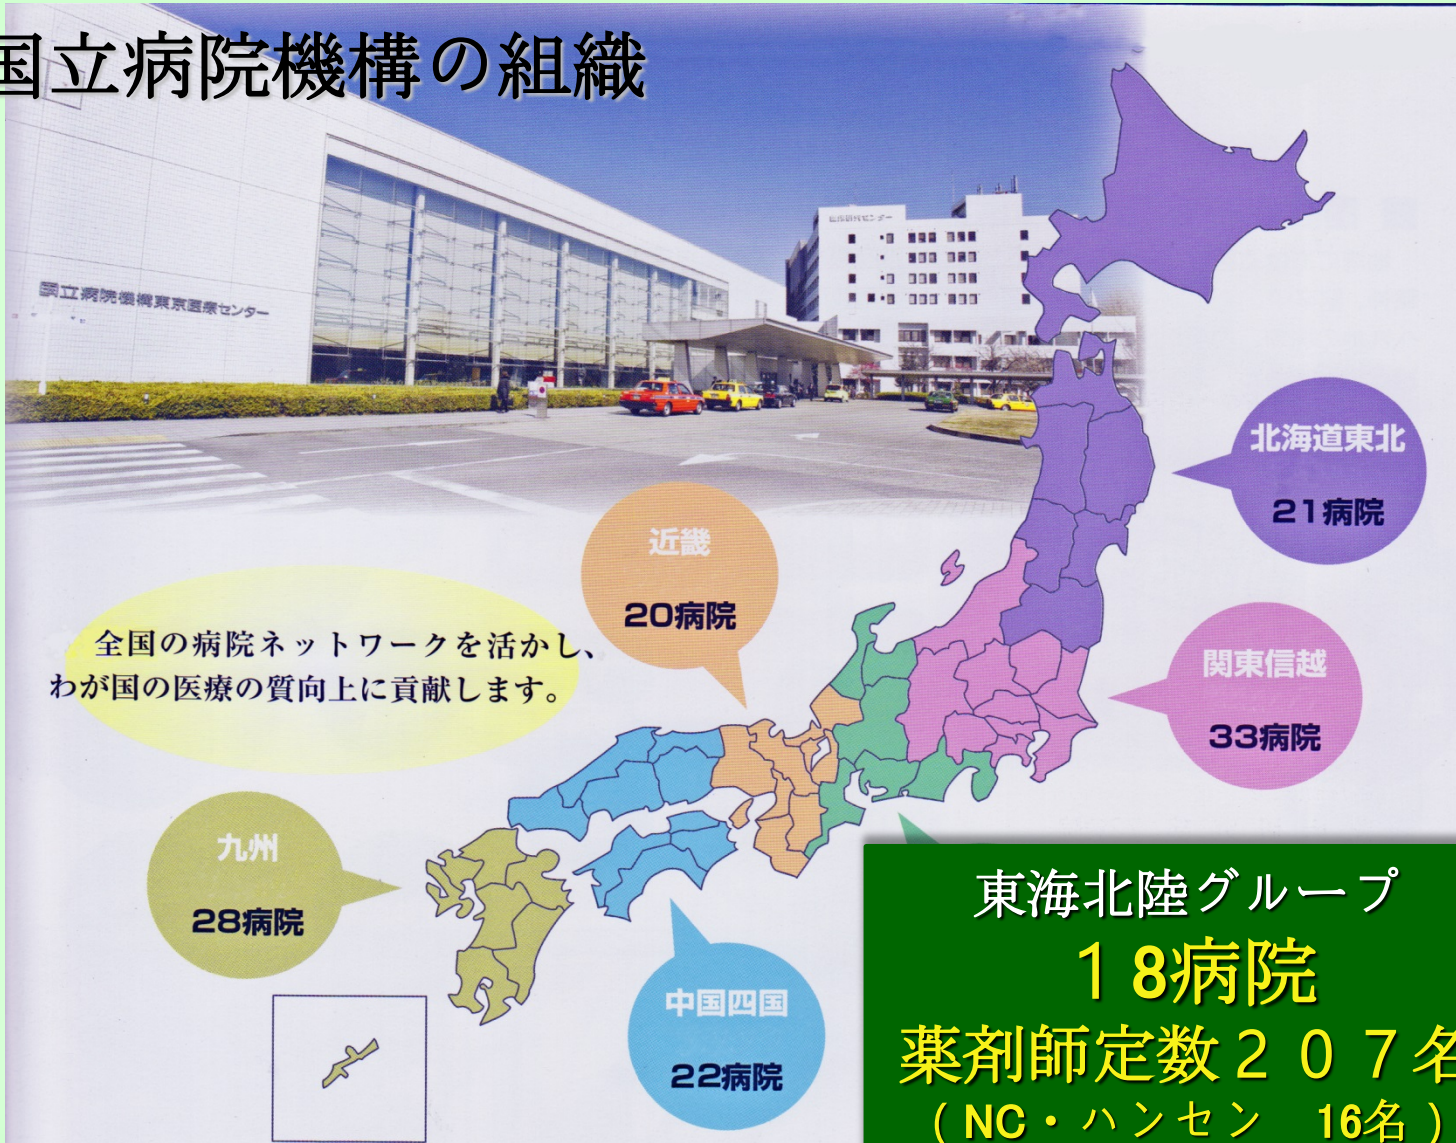 国立病院機構の組織
国立病院機構東京医療センター
北海道東北
21病院
近畿
20病院
全国の病院ネットワークを活かし、
わが国の医療の質向上に貢献します。
関東信越
33病院
九州
28病院
中国四国
22病院
東海北陸グループ
１8病院
薬剤師定数２０７名
（NC・ハンセン　16名）